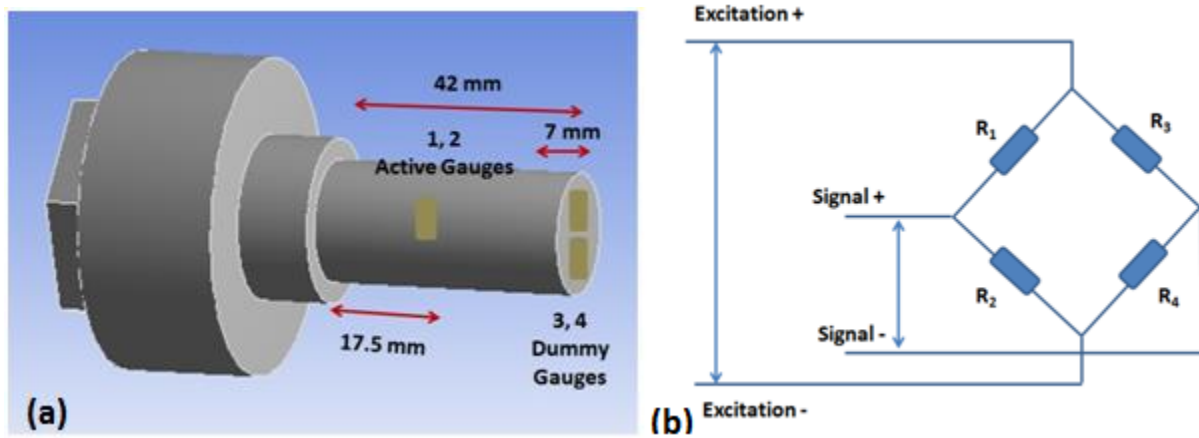 42 mm
7 mm
1, 2
Active Gauges
17.5 mm
3, 4
Dummy
Gauges
(a)
Excitation +
R1
R3
Signal +
R2
R4
Signal -
Excitation -
(b)